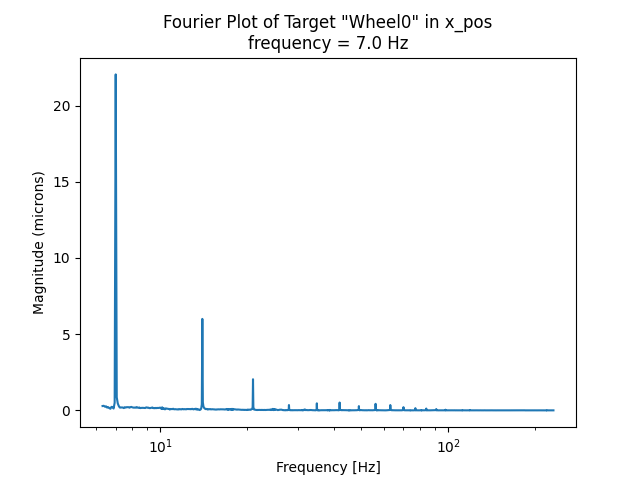 Fourier Plot of Target "Wheel0" in x_pos
frequency = 7.0 Hz
Magnitude (microns)
20
15
10
5
0
10¹
10²
Frequency [Hz]